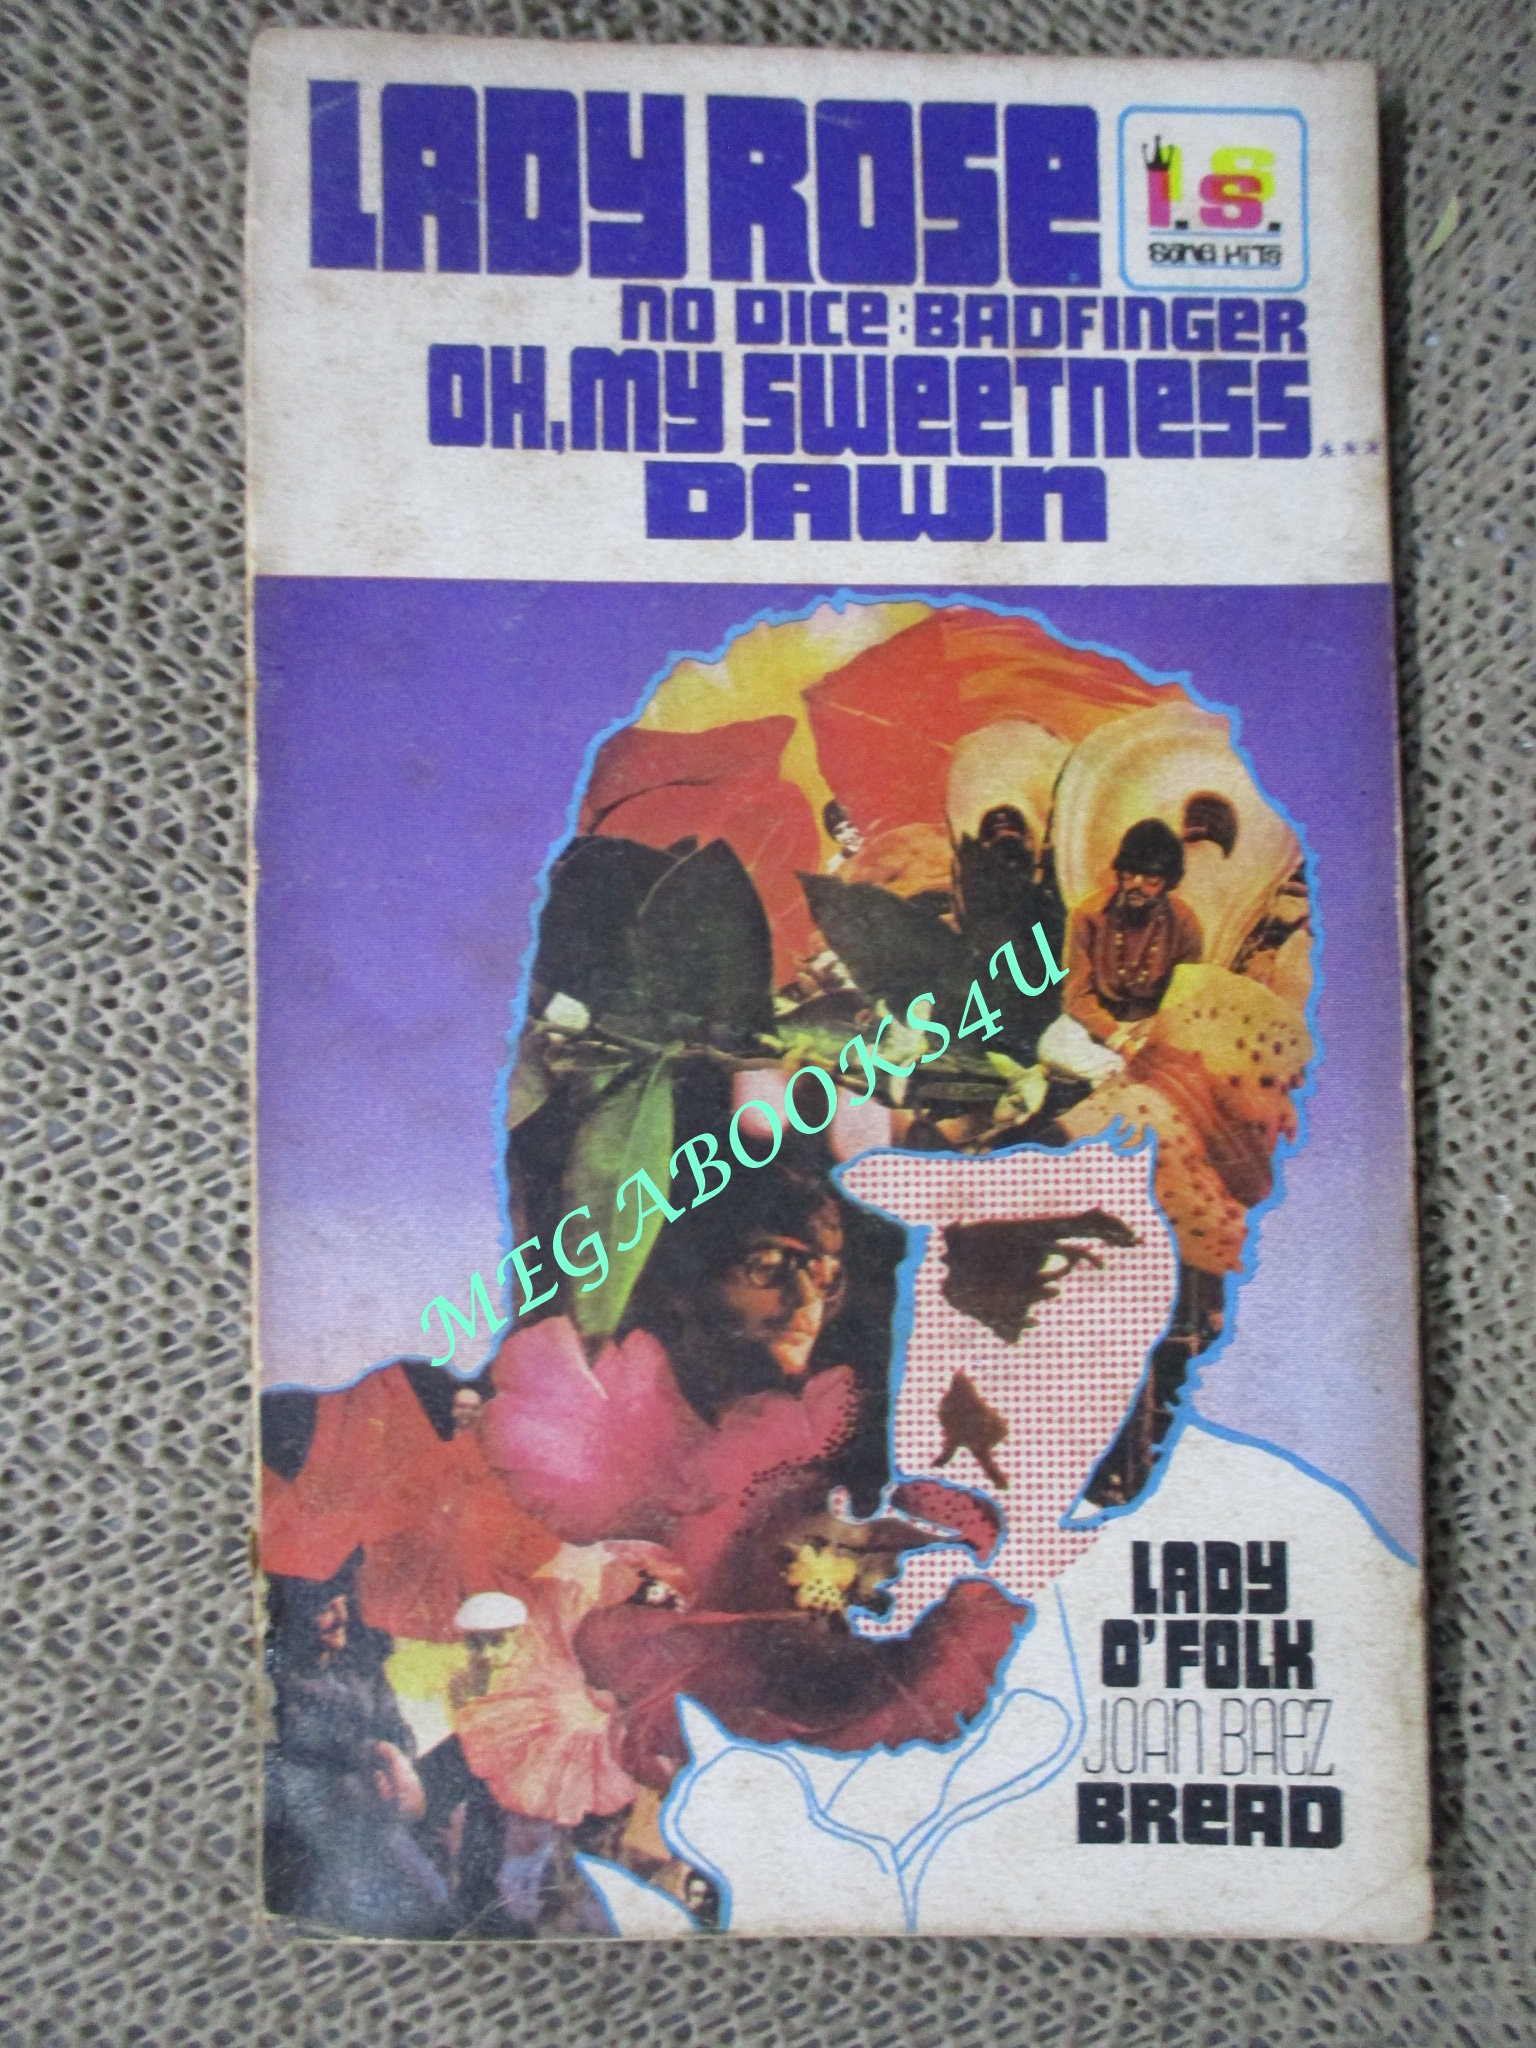 LADY ROSE
I.S.
I.S.
SONG HITS
NO DICE: BADFINGER
OH, MY SWEETNESS...
DAWN
MEGABOOKS4U
LADY
O'FOLK
JOAN BAEZ
BREAD